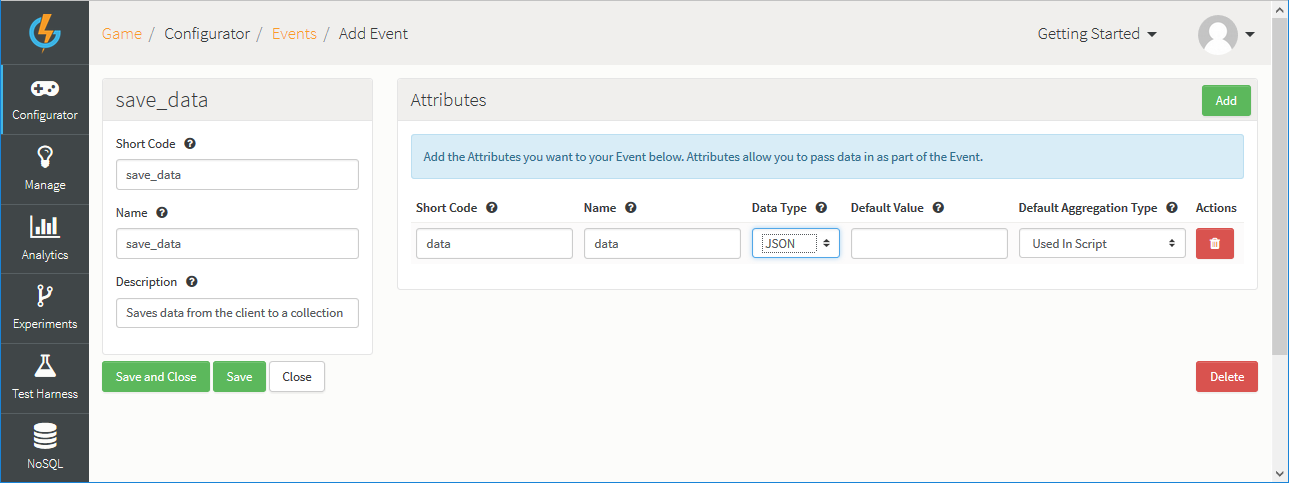 Game / Configurator / Events / Add Event
Getting Started
Configurator
Manage
Analytics
Experiments
Test Harness
NoSQL
save_data
Short Code
save_data
Name
save_data
Description
Saves data from the client to a collection
Save and Close Save Close
Attributes
Add
Add the Attributes you want to your Event below. Attributes allow you to pass data in as part of the Event.
Short Code Name Data Type Default Value Default Aggregation Type Actions
data data JSON Used In Script
Delete